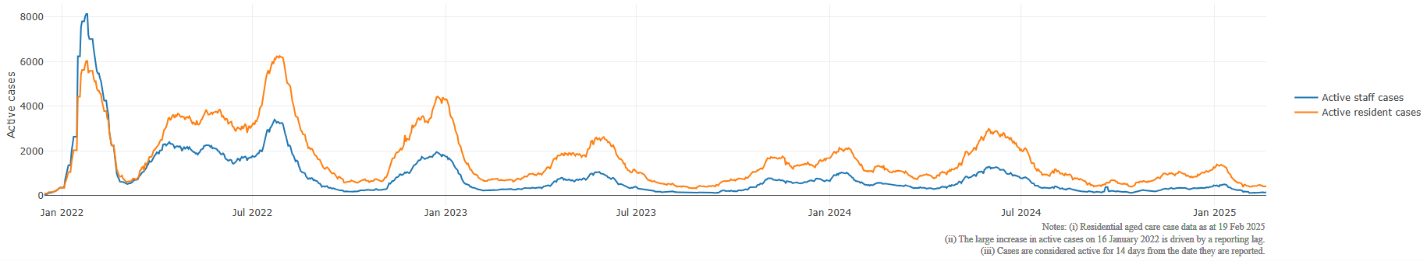 8000
6000
4000
2000
0
Active cases
Jan 2022
Jul 2022
Jan 2023
Jul 2023
Jan 2024
Jul 2024
Jan 2025
Active staff cases
Active resident cases
Notes: (i) Residential aged care case data as at 19 Feb 2025
(ii) The large increase in active cases on 16 January 2022 is driven by a reporting lag.
(iii) Cases are considered active for 14 days from the date they are reported.